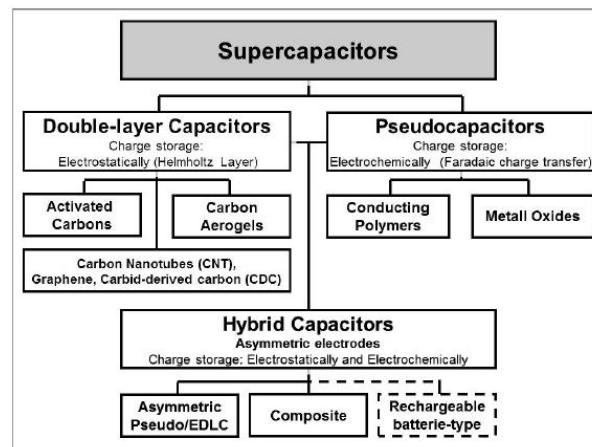 Supercapacitors
Double-layer Capacitors
Charge storage:
Electrostatically (Helmholtz Layer)
Pseudocapacitors
Charge storage:
Electrochemically (Faradaic charge transfer)
Activated
Carbons
Carbon
Aerogels
Conducting
Polymers
Metall Oxides
Carbon Nanotubes (CNT),
Graphene, Carbid-derived carbon (CDC)
Hybrid Capacitors
Asymmetric electrodes
Charge storage: Electrostatically and Electrochemically
Asymmetric
Pseudo/EDLC
Composite
Rechargeable
batterie-type